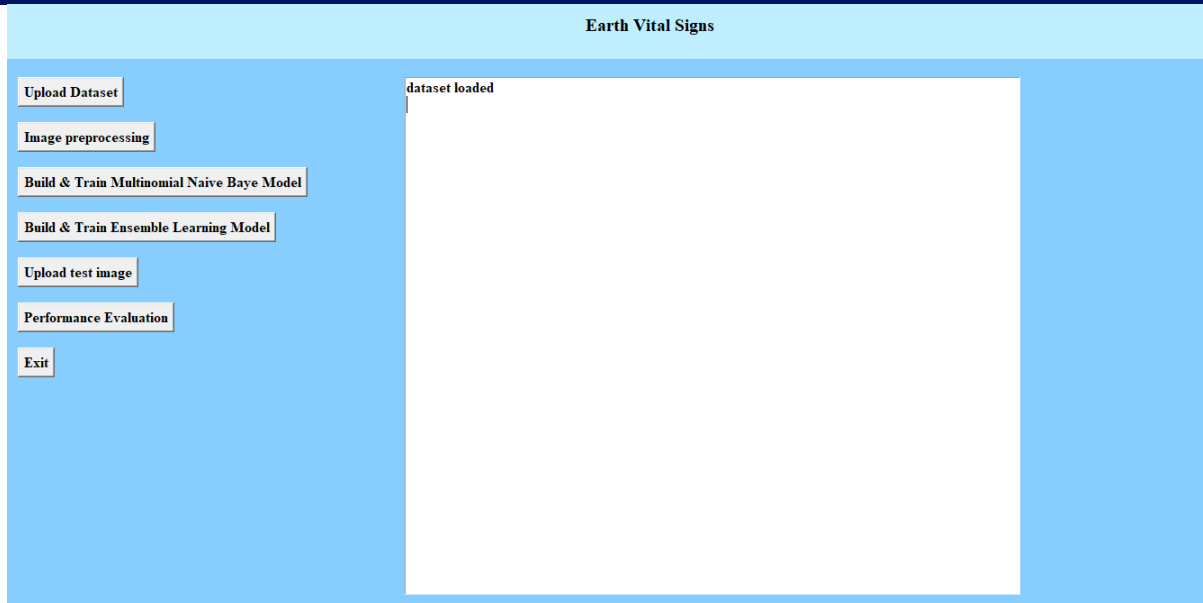 Earth Vital Signs
Upload Dataset
dataset loaded
Image preprocessing
Build & Train Multinomial Naive Baye Model
Build & Train Ensemble Learning Model
Upload test image
Performance Evaluation
Exit